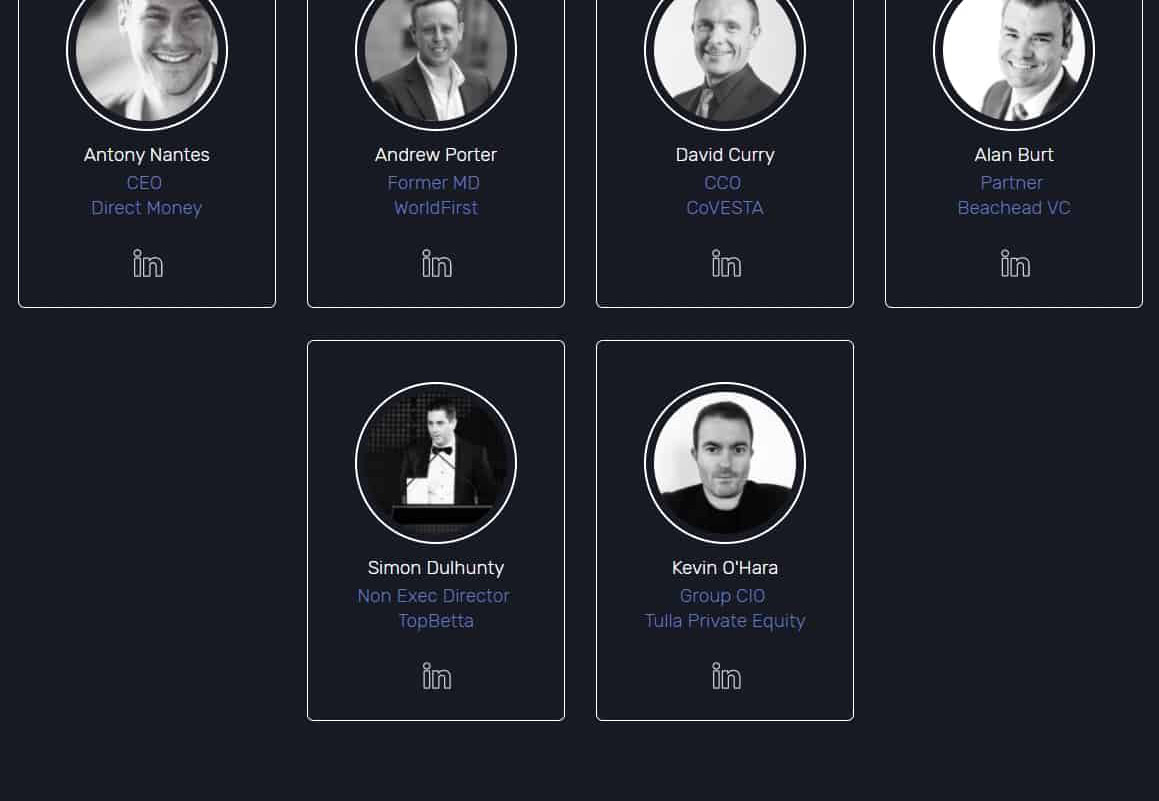 Antony Nantes
CEO
Direct Money
in
Andrew Porter
Former MD
WorldFirst
in
David Curry
CCO
CoVESTA
in
Alan Burt
Partner
Beachead VC
in
Simon Dulhunty
Non Exec Director
TopBetta
in
Kevin O'Hara
Group CIO
Tulla Private Equity
in